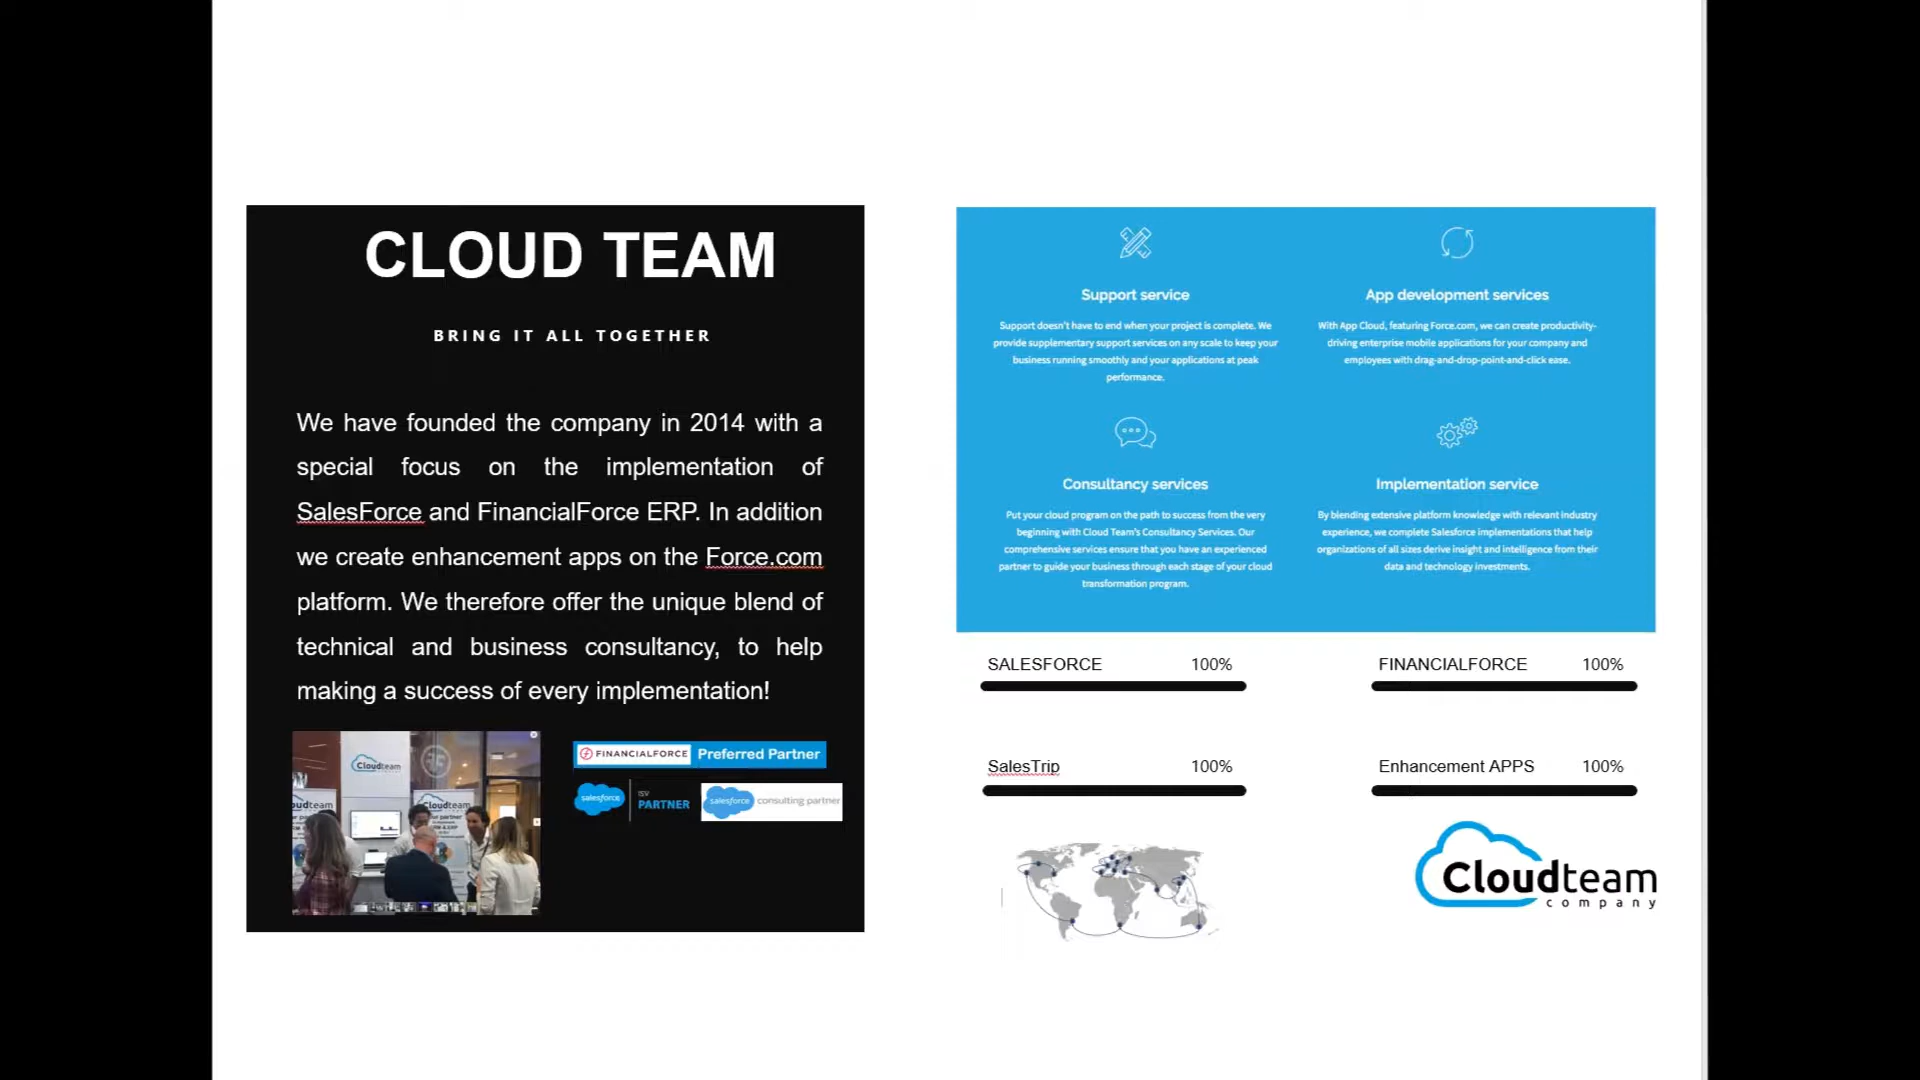 CLOUD TEAM
BRING IT ALL TOGETHER
We have founded the company in 2014 with a
special focus on the implementation of
SalesForce and FinancialForce ERP. In addition
we create enhancement apps on the Force.com
platform. We therefore offer the unique blend of
technical and business consultancy, to help
making a success of every implementation!
Cloudteam
Cloudteam
FINANCIALFORCE Preferred Partner
salesforce ISV PARTNER
salesforce consulting partner
Support service
Support doesn't have to end when your project is complete. We
provide supplementary support services on any scale to keep your
business running smoothly and your applications at peak
performance.
App development services
With App Cloud, featuring Force.com, we can create productivity-
driving enterprise mobile applications for your company and
employees with drag-and-drop-point-and-click ease.
Consultancy services
Put your cloud program on the path to success from the very
beginning with Cloud Team's Consultancy Services. Our
comprehensive services ensure that you have an experienced
partner to guide your business through each stage of your cloud
transformation program.
Implementation service
By blending extensive platform knowledge with relevant industry
experience, we complete Salesforce implementations that help
organizations of all sizes derive insight and intelligence from their
data and technology investments.
SALESFORCE 100%
FINANCIALFORCE 100%
SalesTrip 100%
Enhancement APPS 100%
Cloudteam
company